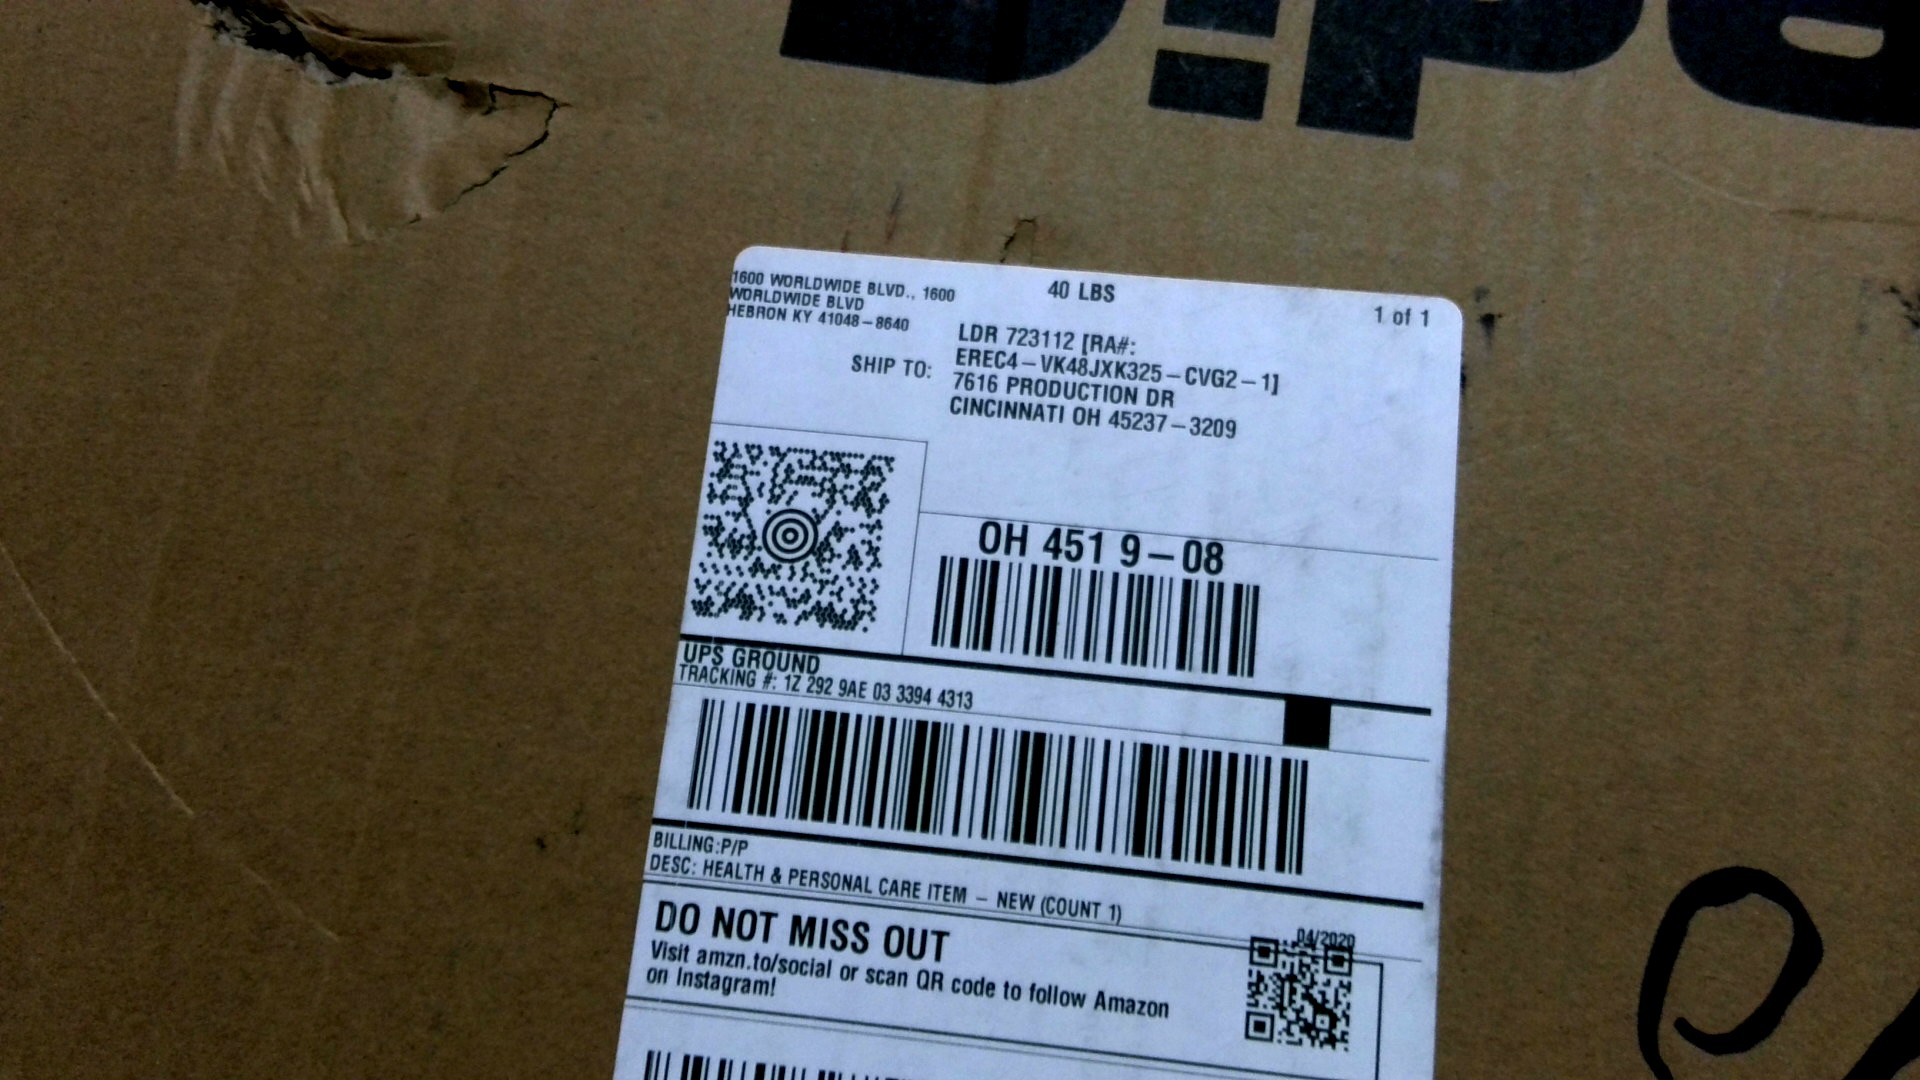 1600 WORLDWIDE BLVD., 1600
WORLDWIDE BLVD
HEBRON KY 41048-8640
40 LBS
1 of 1
SHIP TO:
LDR 723112 [RA#:
EREC4-VK48JXK325-CVG2-1]
7616 PRODUCTION DR
CINCINNATI OH 45237-3209
OH 451 9-08
UPS GROUND
TRACKING #: 1Z 292 9AE 03 3394 4313
BILLING:P/P
DESC: HEALTH & PERSONAL CARE ITEM - NEW (COUNT 1)
04/2020
DO NOT MISS OUT
Visit amzn.to/social or scan QR code to follow Amazon
on Instagram!